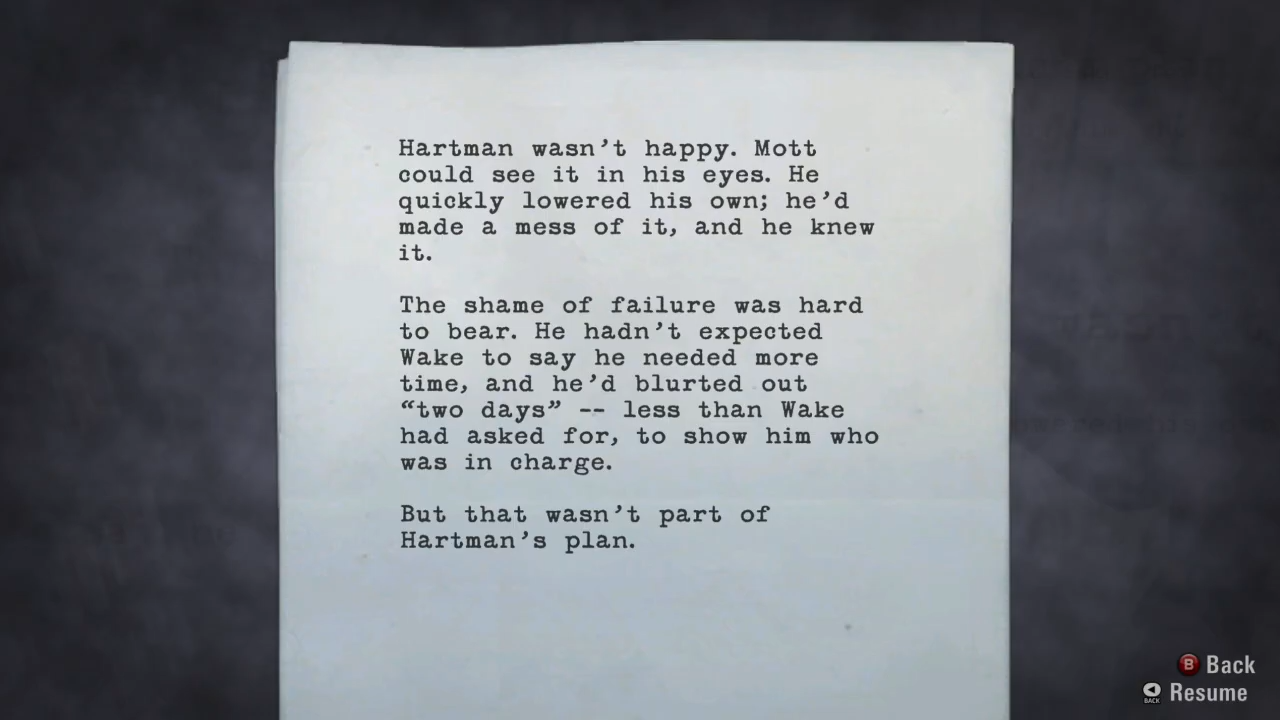 Hartman wasn't happy. Mott
could see it in his eyes. He
quickly lowered his own; he'd
made a mess of it, and he knew
it.
The shame of failure was hard
to bear. He hadn't expected
Wake to say he needed more
time, and he'd blurted out
“two days” -- less than Wake
had asked for, to show him who
was in charge.
But that wasn't part of
Hartman's plan.
B Back
BACK Resume